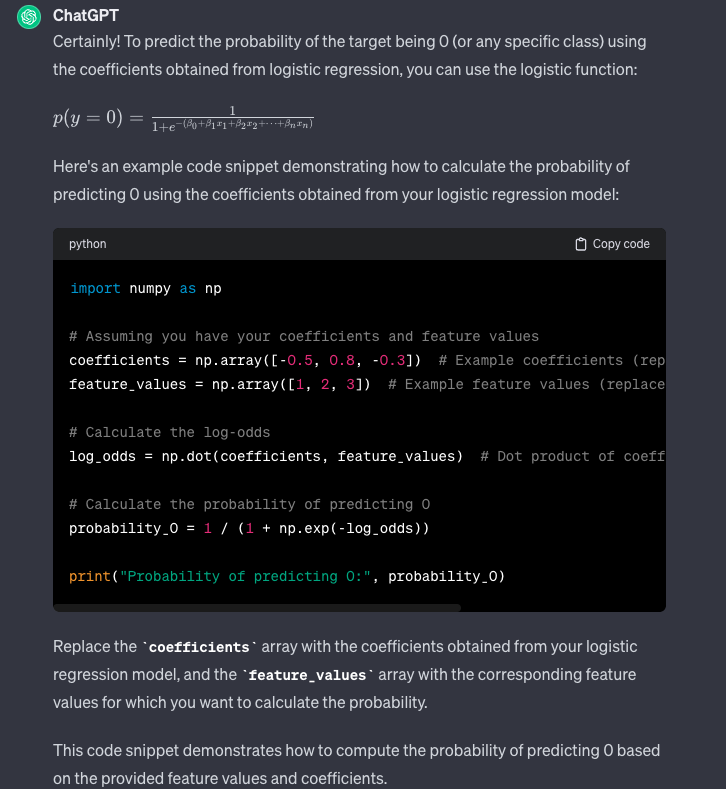 ChatGPT
Certainly! To predict the probability of the target being 0 (or any specific class) using
the coefficients obtained from logistic regression, you can use the logistic function:
p(y = 0) = 1 / 1+e^−(β₀+β₁x₁+β₂x₂+⋯+βₙxₙ)
Here's an example code snippet demonstrating how to calculate the probability of
predicting 0 using the coefficients obtained from your logistic regression model:
python Copy code
import numpy as np
# Assuming you have your coefficients and feature values
coefficients = np.array([-0.5, 0.8, -0.3])  # Example coefficients (rep
feature_values = np.array([1, 2, 3])  # Example feature values (replace
# Calculate the log-odds
log_odds = np.dot(coefficients, feature_values)  # Dot product of coeff
# Calculate the probability of predicting 0
probability_0 = 1 / (1 + np.exp(-log_odds))
print("Probability of predicting 0:", probability_0)
Replace the `coefficients` array with the coefficients obtained from your logistic
regression model, and the `feature_values` array with the corresponding feature
values for which you want to calculate the probability.
This code snippet demonstrates how to compute the probability of predicting 0 based
on the provided feature values and coefficients.